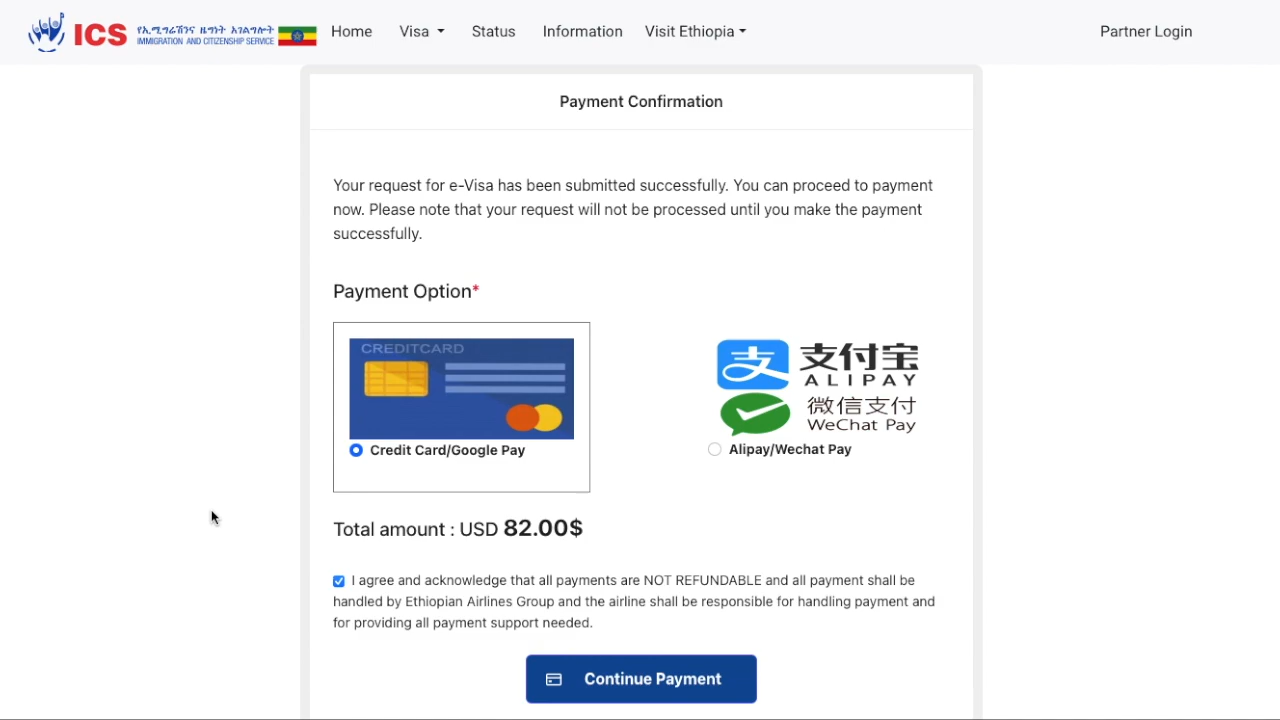 ICS
የኢሚግሬሽንና ዜግነት አገልግሎት
IMMIGRATION AND CITIZENSHIP SERVICE
Home
Visa
Status
Information
Visit Ethiopia
Partner Login
Payment Confirmation
Your request for e-Visa has been submitted successfully. You can proceed to payment
now. Please note that your request will not be processed until you make the payment
successfully.
Payment Option*
CREDITCARD
Credit Card/Google Pay
支 支付宝
ALIPAY
微信支付
WeChat Pay
Alipay/Wechat Pay
Total amount : USD 82.00$
I agree and acknowledge that all payments are NOT REFUNDABLE and all payment shall be
handled by Ethiopian Airlines Group and the airline shall be responsible for handling payment and
for providing all payment support needed.
Continue Payment